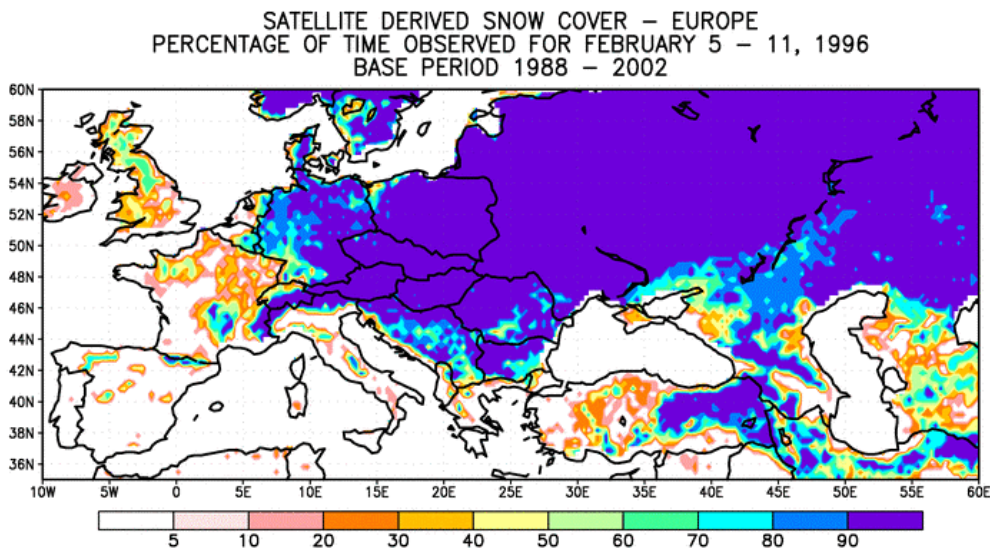 SATELLITE DERIVED SNOW COVER – EUROPE
PERCENTAGE OF TIME OBSERVED FOR FEBRUARY 5 – 11, 1996
BASE PERIOD 1988 – 2002
60N
58N
56N
54N
52N
50N
48N
46N
44N
42N
40N
38N
36N
10W 5W 0 5E 10E 15E 20E 25E 30E 35E 40E 45E 50E 55E 60E
5 10 20 30 40 50 60 70 80 90